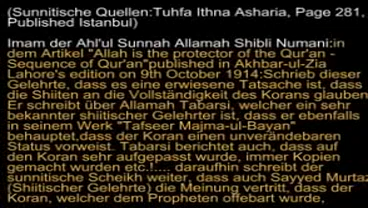 (Sunnitische Quellen:Tuhfa Ithna Asharia, Page 281,
Published Istanbul)
Imam der Ahl'ul Sunnah Allamah Shibli Numani:in
dem Artikel "Allah is the protector of the Qur'an -
Sequence of Qur'an"published in Akhbar-ul-Zia
Lahore's edition on 9th October 1914:Schrieb dieser
Gelehrte, dass es eine erwiesene Tatsache ist, dass
die Shiiten an die Vollständigkeit des Korans glauben.
Er schreibt über Allamah Tabarsi, welcher ein sehr
bekannter shiitischer Gelehrter ist, dass er ebenfalls
in seinem Werk "Tafseer Majma-ul-Bayan"
behauptet,dass der Koran einen unverändebaren
Status vorweist. Tabarsi berichtet auch, dass auf
den Koran sehr aufgepasst wurde, immer Kopien
gemacht wurden etc.!.... daraufhin schreibt der
sunnitische Scheikh weiter, dass auch Sayyed Murtaz
(Shiitischer Gelehrte) die Meinung vertritt, dass der
Koran, welcher dem Propheten offebart wurde,